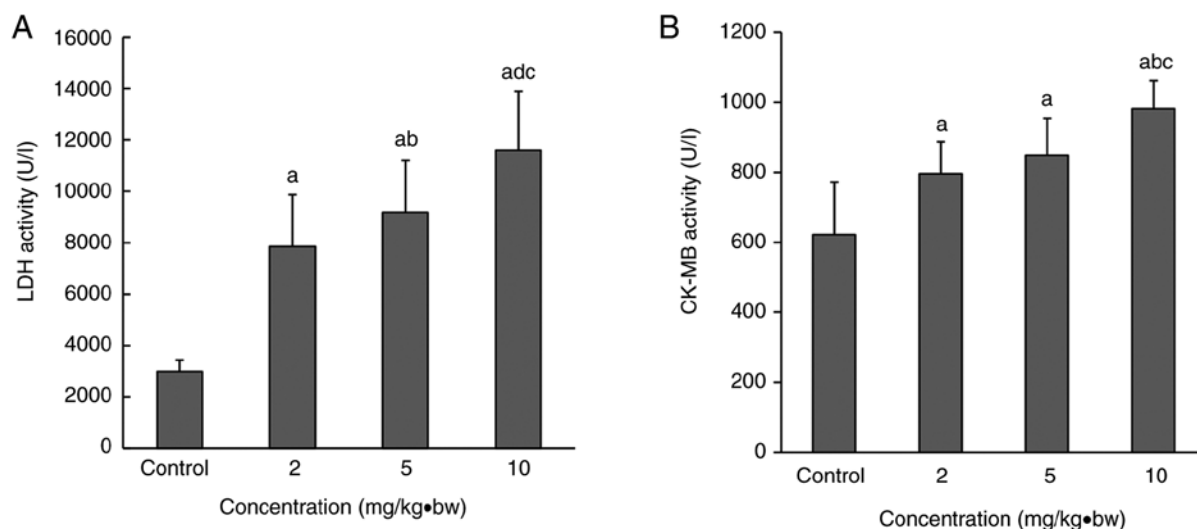 A
LDH activity (U/l)
16000
14000
12000
10000
8000
6000
4000
2000
0
a
ab
adc
Control
2
5
10
Concentration (mg/kg•bw)
B
CK-MB activity (U/l)
1200
1000
800
600
400
200
0
a
a
abc
Control
2
5
10
Concentration (mg/kg•bw)